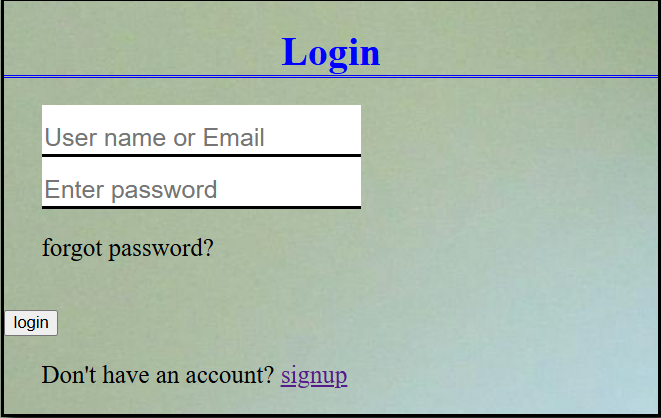 Login
User name or Email
Enter password
forgot password?
login
Don't have an account? signup